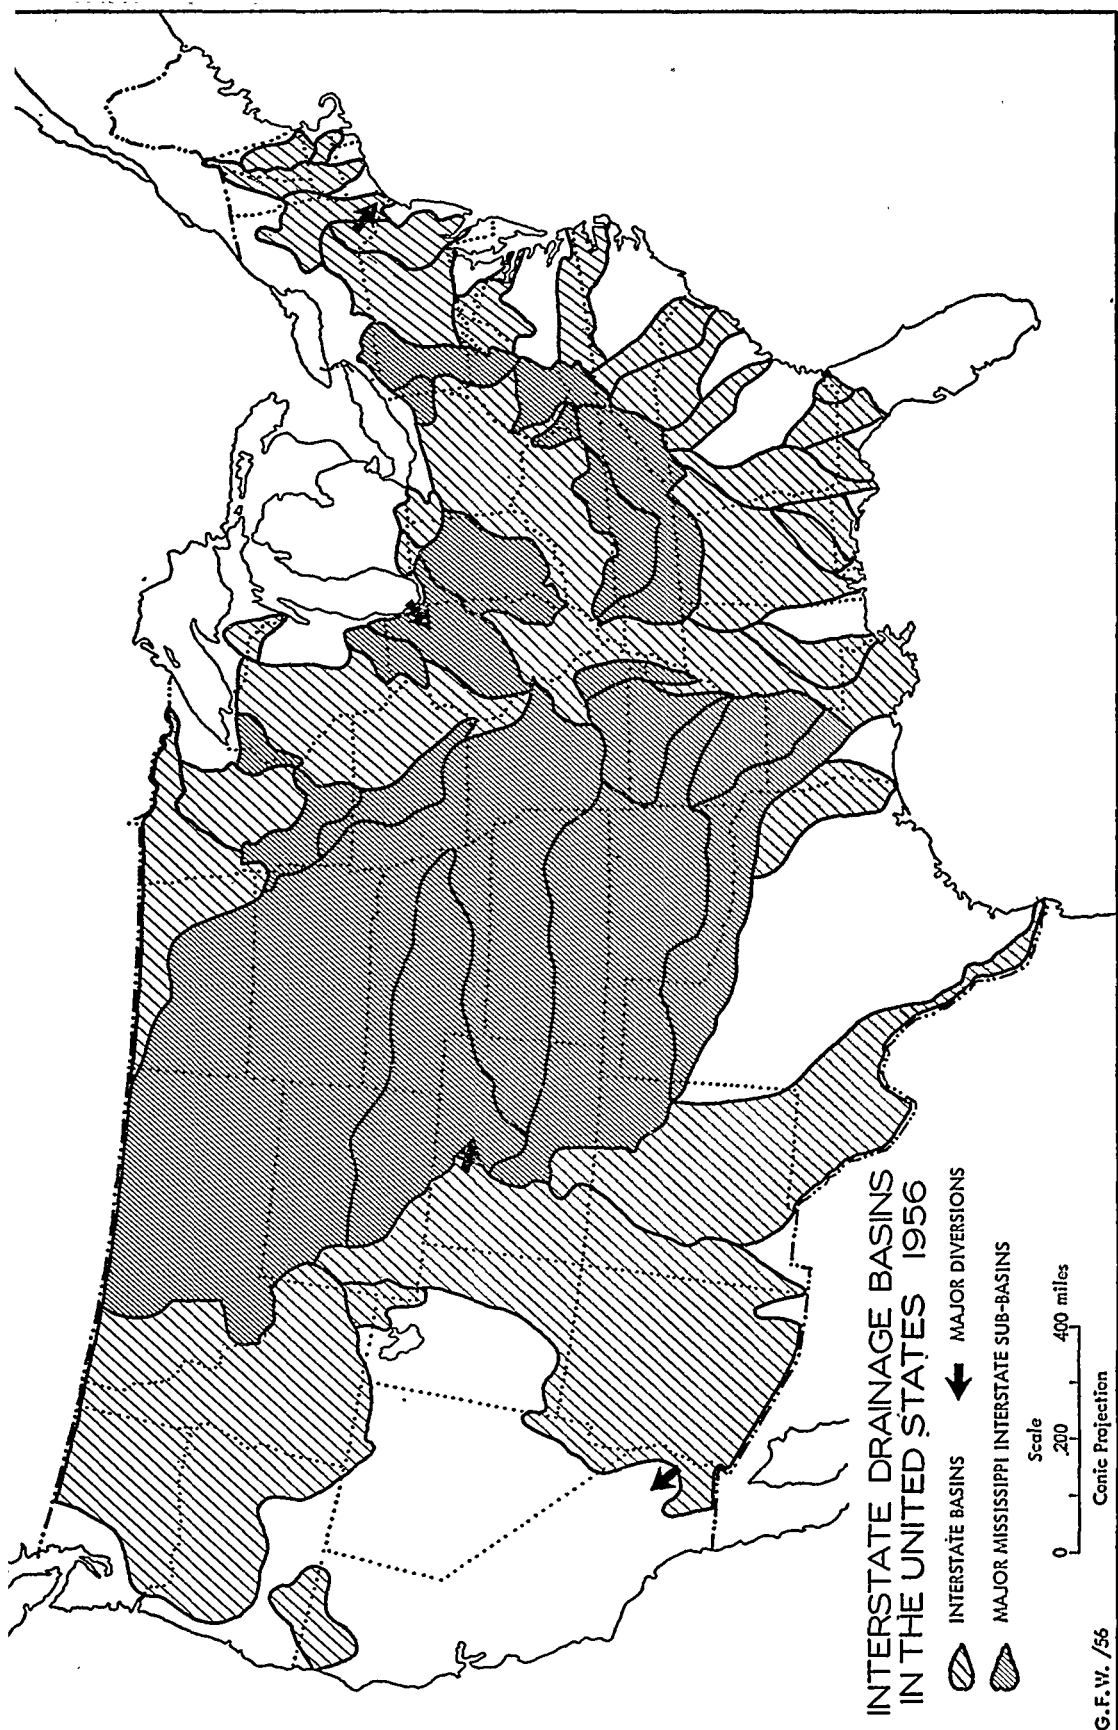 INTERSTATE DRAINAGE BASINS
IN THE UNITED STATES 1956
INTERSTATE BASINS
MAJOR DIVERSIONS
MAJOR MISSISSIPPI INTERSTATE SUB-BASINS
Scale
0 200 400 miles
Conic Projection
G.F.W. /56